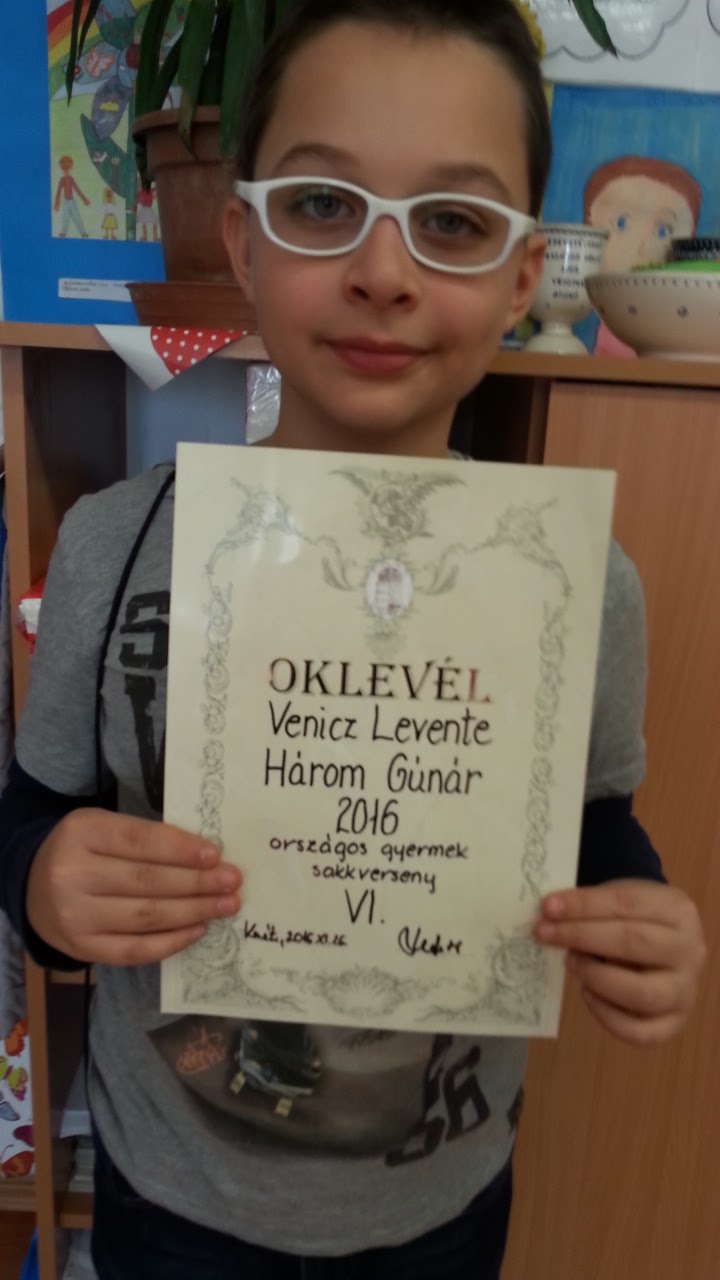 OKLEVÉL
Venicz Levente
Három Gúnár
2016
országos gyermek
sakkverseny
VI.